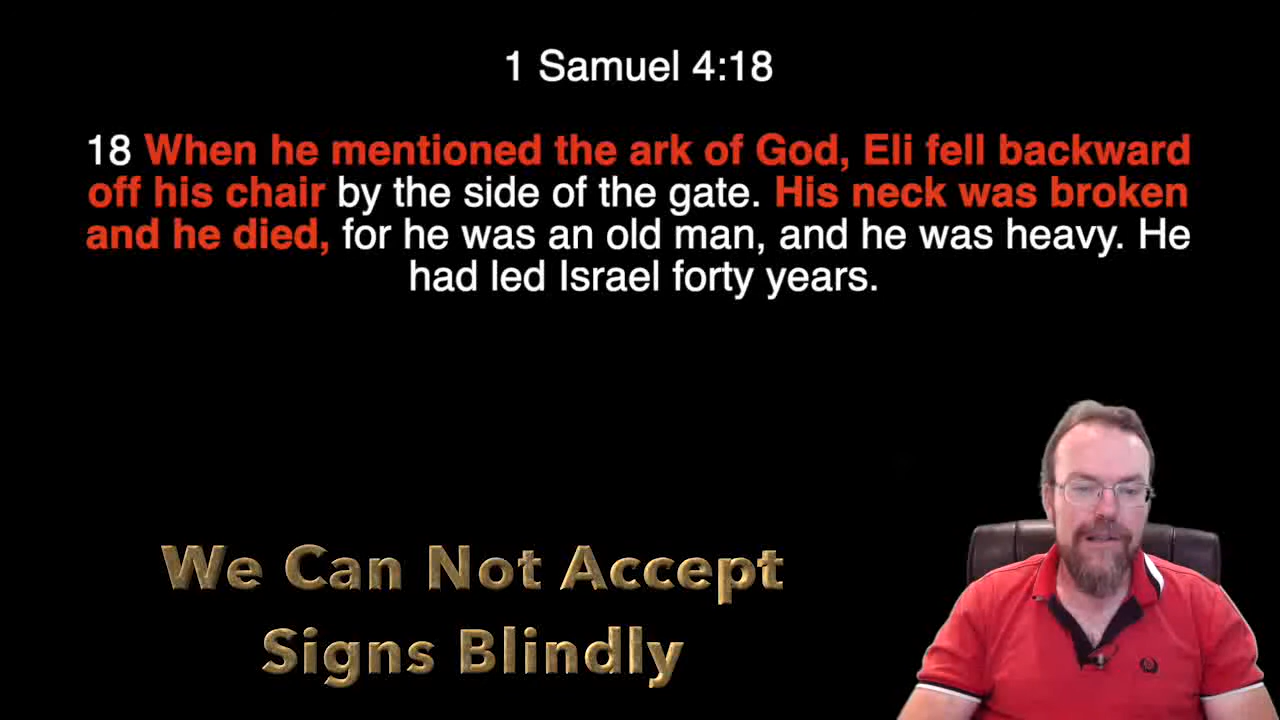 1 Samuel 4:18
18 When he mentioned the ark of God, Eli fell backward
off his chair by the side of the gate. His neck was broken
and he died, for he was an old man, and he was heavy. He
had led Israel forty years.
We Can Not Accept
Signs Blindly